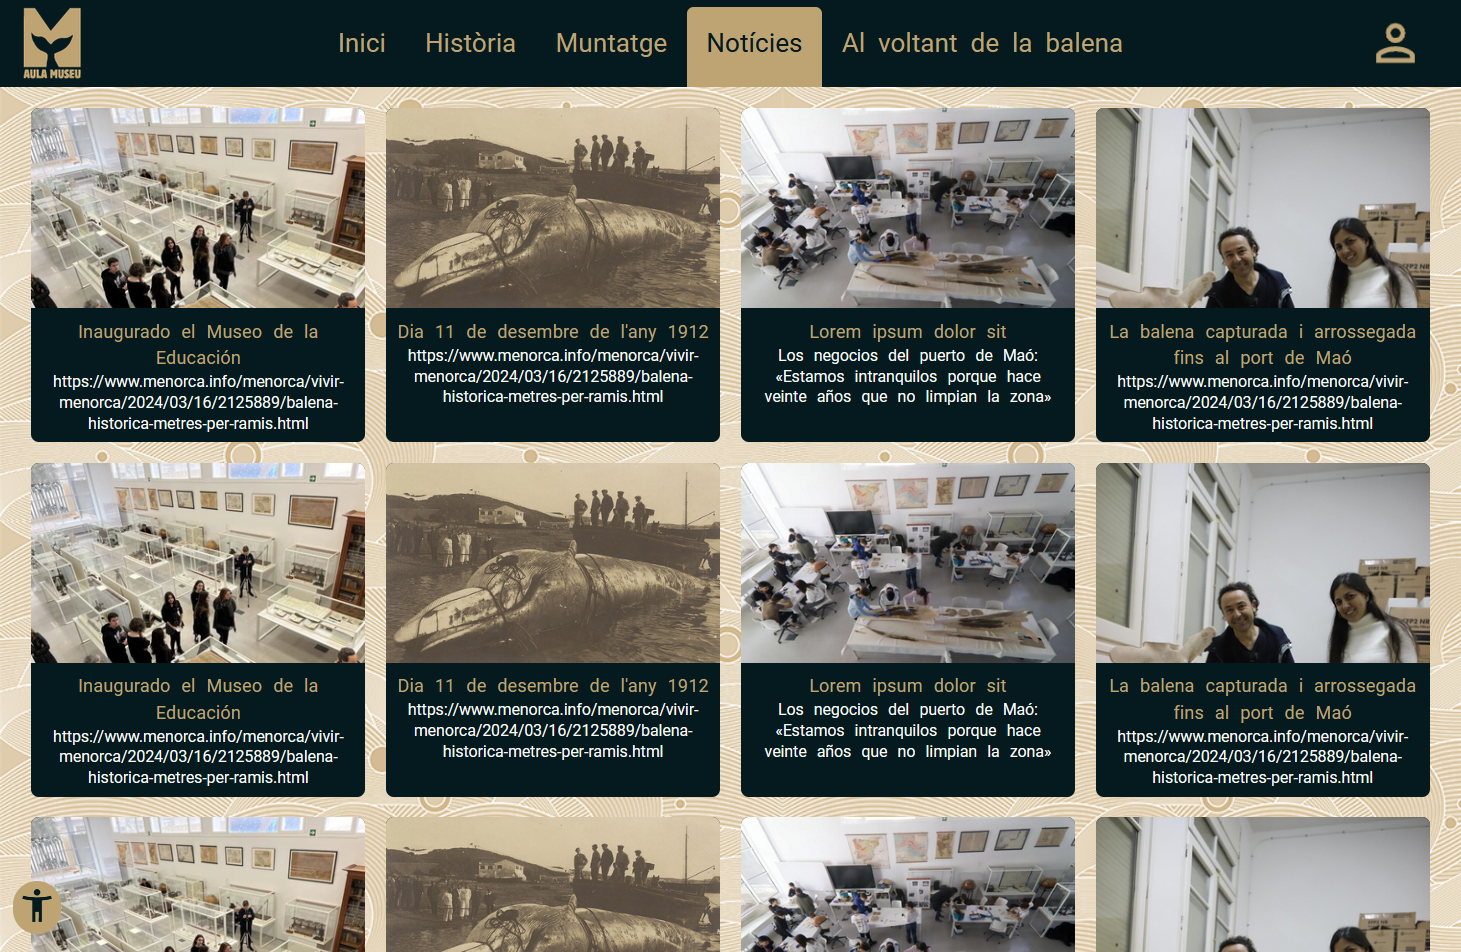 AULA MUSEU
Inici
Història
Muntatge
Notícies
Al voltant de la balena
Inaugurado el Museo de la
Educación
https://www.menorca.info/menorca/vivir-
menorca/2024/03/16/2125889/balena-
historica-metres-per-ramis.html
Dia 11 de desembre de l'any 1912
https://www.menorca.info/menorca/vivir-
menorca/2024/03/16/2125889/balena-
historica-metres-per-ramis.html
Lorem ipsum dolor sit
Los negocios del puerto de Maó:
«Estamos intranquilos porque hace
veinte años que no limpian la zona»
La balena capturada i arrossegada
fins al port de Maó
https://www.menorca.info/menorca/vivir-
menorca/2024/03/16/2125889/balena-
historica-metres-per-ramis.html
Inaugurado el Museo de la
Educación
https://www.menorca.info/menorca/vivir-
menorca/2024/03/16/2125889/balena-
historica-metres-per-ramis.html
Dia 11 de desembre de l'any 1912
https://www.menorca.info/menorca/vivir-
menorca/2024/03/16/2125889/balena-
historica-metres-per-ramis.html
Lorem ipsum dolor sit
Los negocios del puerto de Maó:
«Estamos intranquilos porque hace
veinte años que no limpian la zona»
La balena capturada i arrossegada
fins al port de Maó
https://www.menorca.info/menorca/vivir-
menorca/2024/03/16/2125889/balena-
historica-metres-per-ramis.html